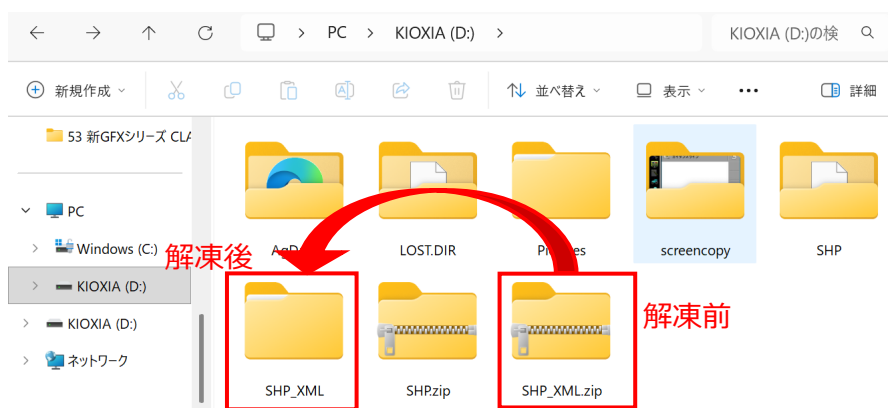 PC
KIOXIA (D:)
KIOXIA (D:)の検
新規作成
並べ替え
表示
詳細
53 新GFXシリーズ CLA
PC
Windows (C:)
KIOXIA (D:)
KIOXIA (D:)
ネットワーク
LOST.DIR
screencopy
SHP
解凍後
解凍前
SHP_XML
SHP.zip
SHP_XML.zip